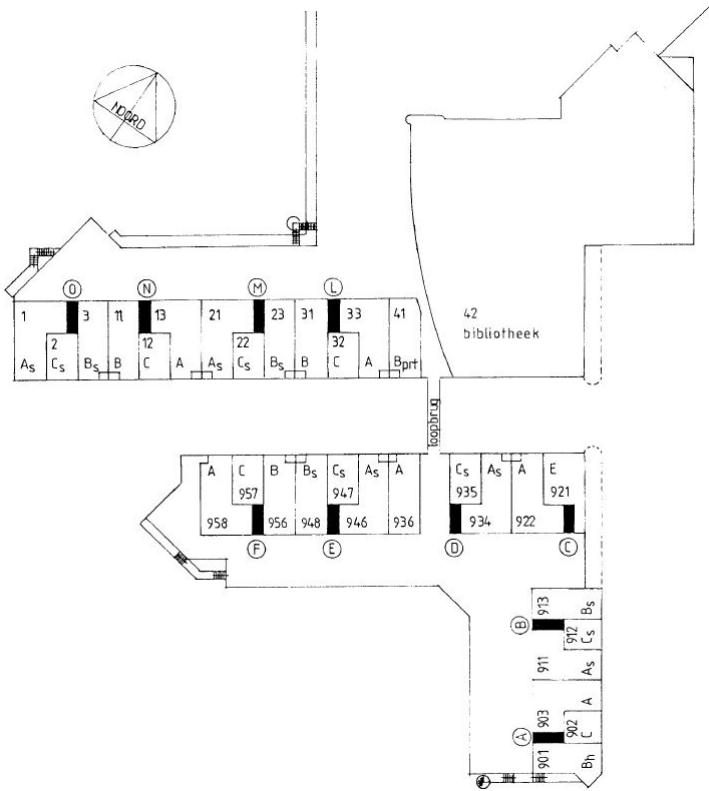 NOORD
O N M L
1 3 11 13 21 23 31 33 41
2 12 22 32
As Cs Bs B C A As Cs Bs B C A Bprt
42
bibliotheek
loopbrug
A C B Bs Cs As A Cs As A E
957 947 935 921
958 956 948 946 936 934 922
F E D C
913 Bs
B
912 Cs
911 As
903 A
A
902 C
901 Bh